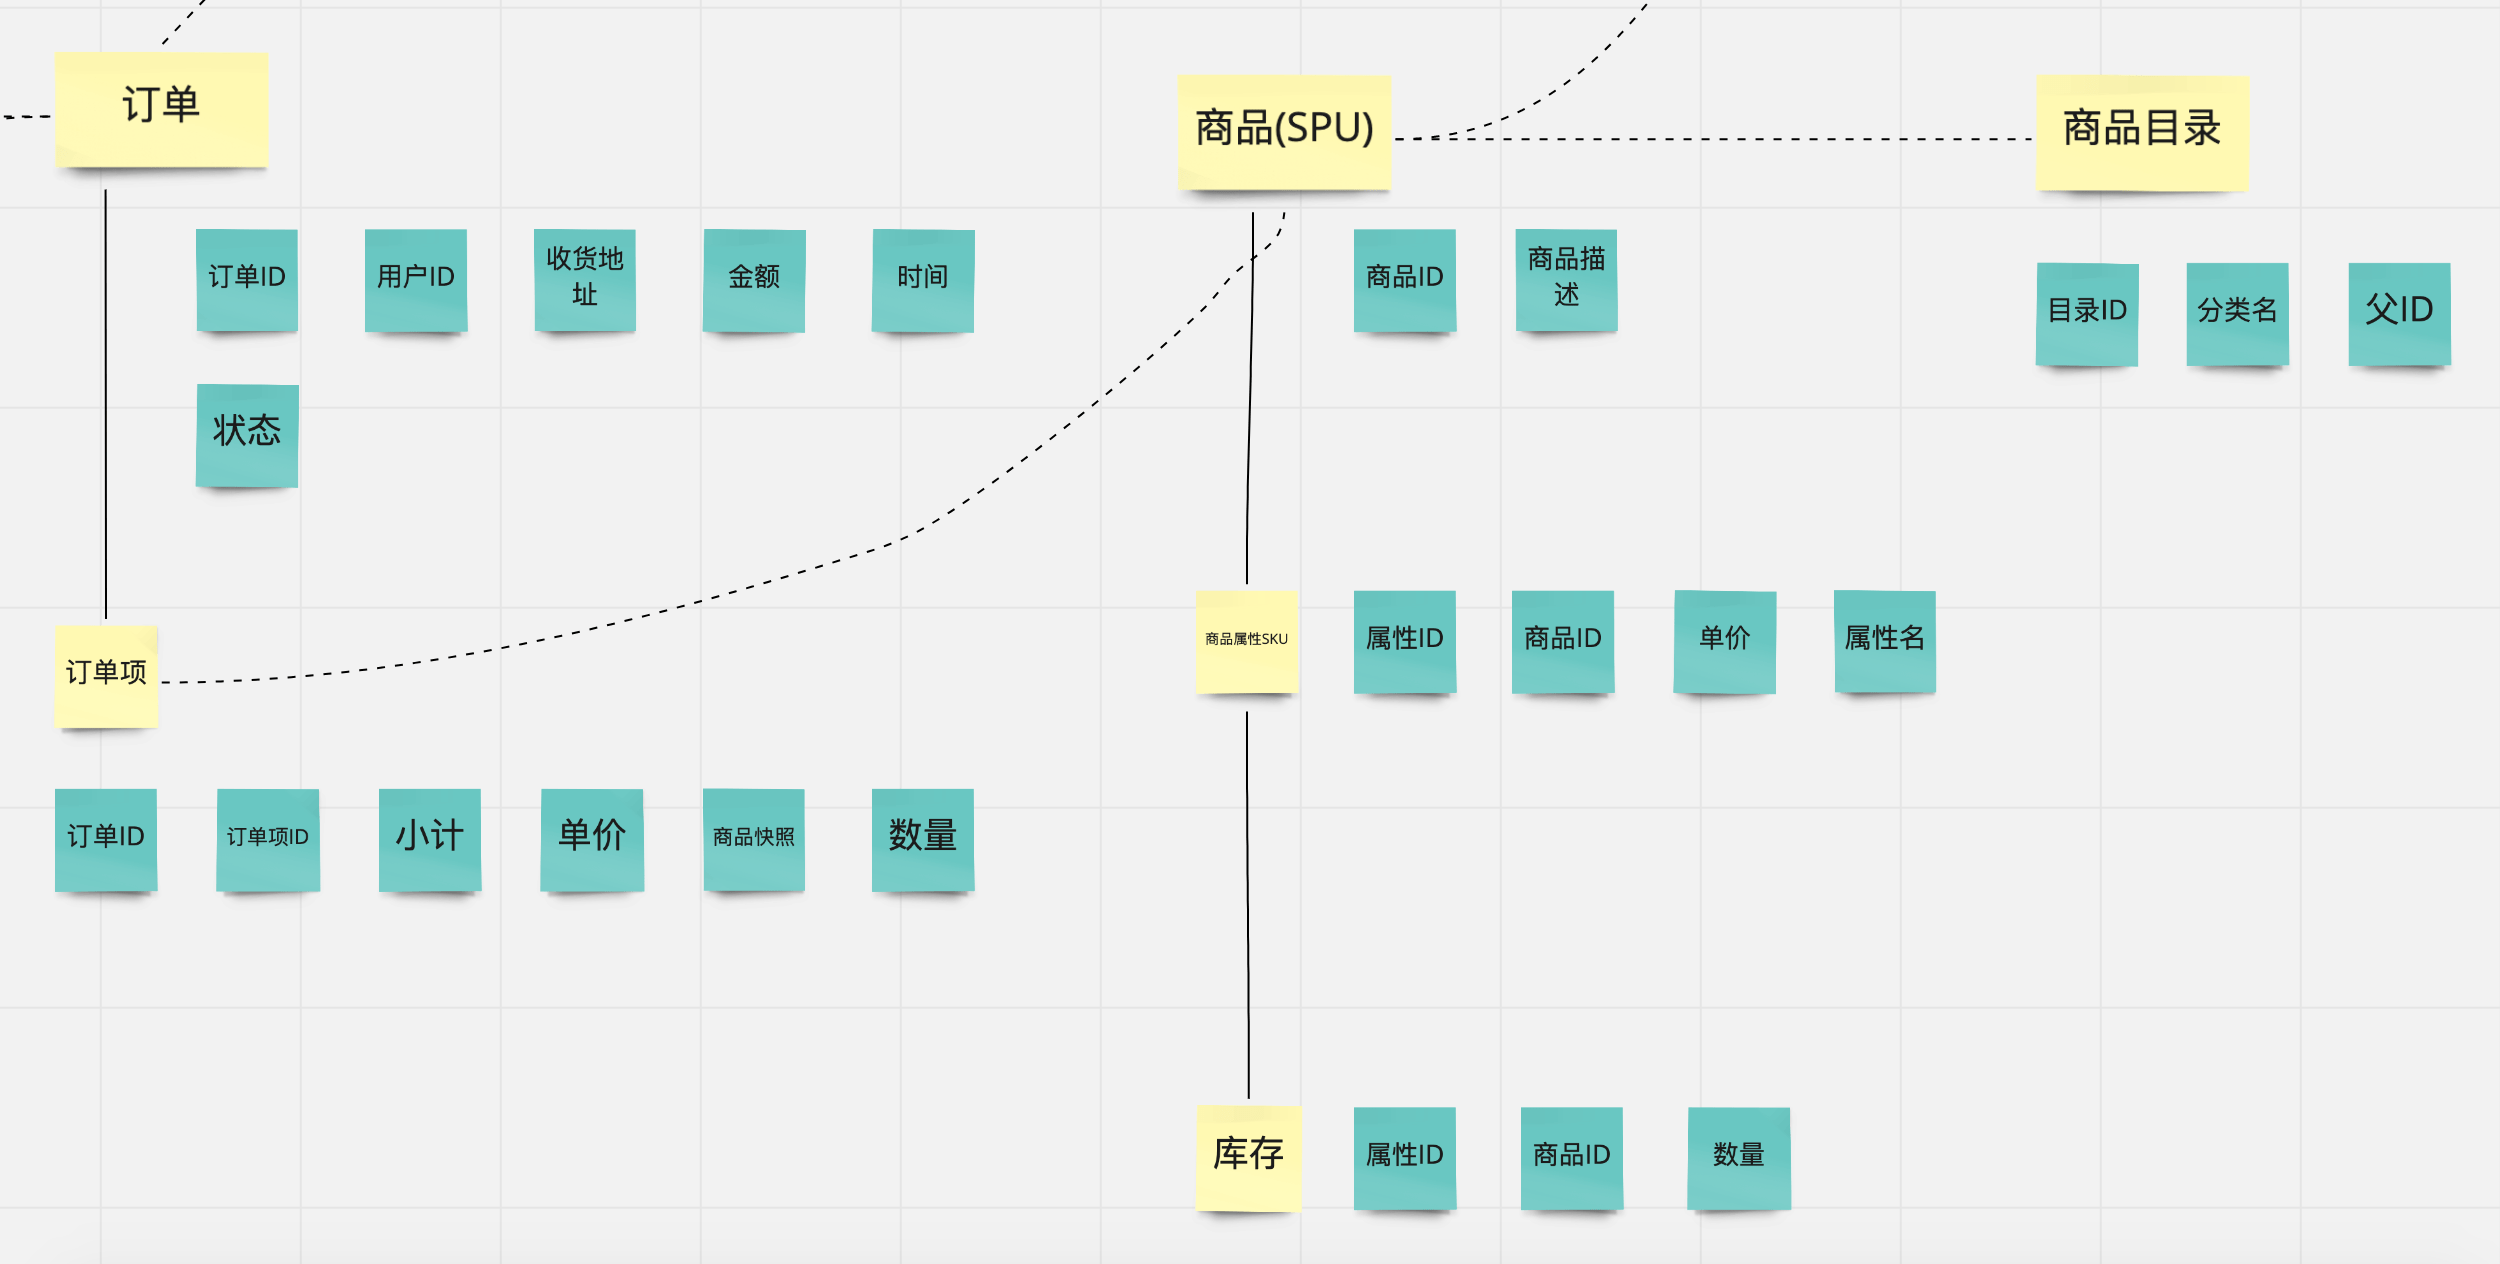 订单
商品(SPU)
商品目录
订单ID
用户ID
收货地
址
金额
时间
商品ID
商品描
述
目录ID
分类名
父ID
状态
订单项
商品属性SKU
属性ID
商品ID
单价
属性名
订单ID
订单项ID
小计
单价
商品快照
数量
库存
属性ID
商品ID
数量